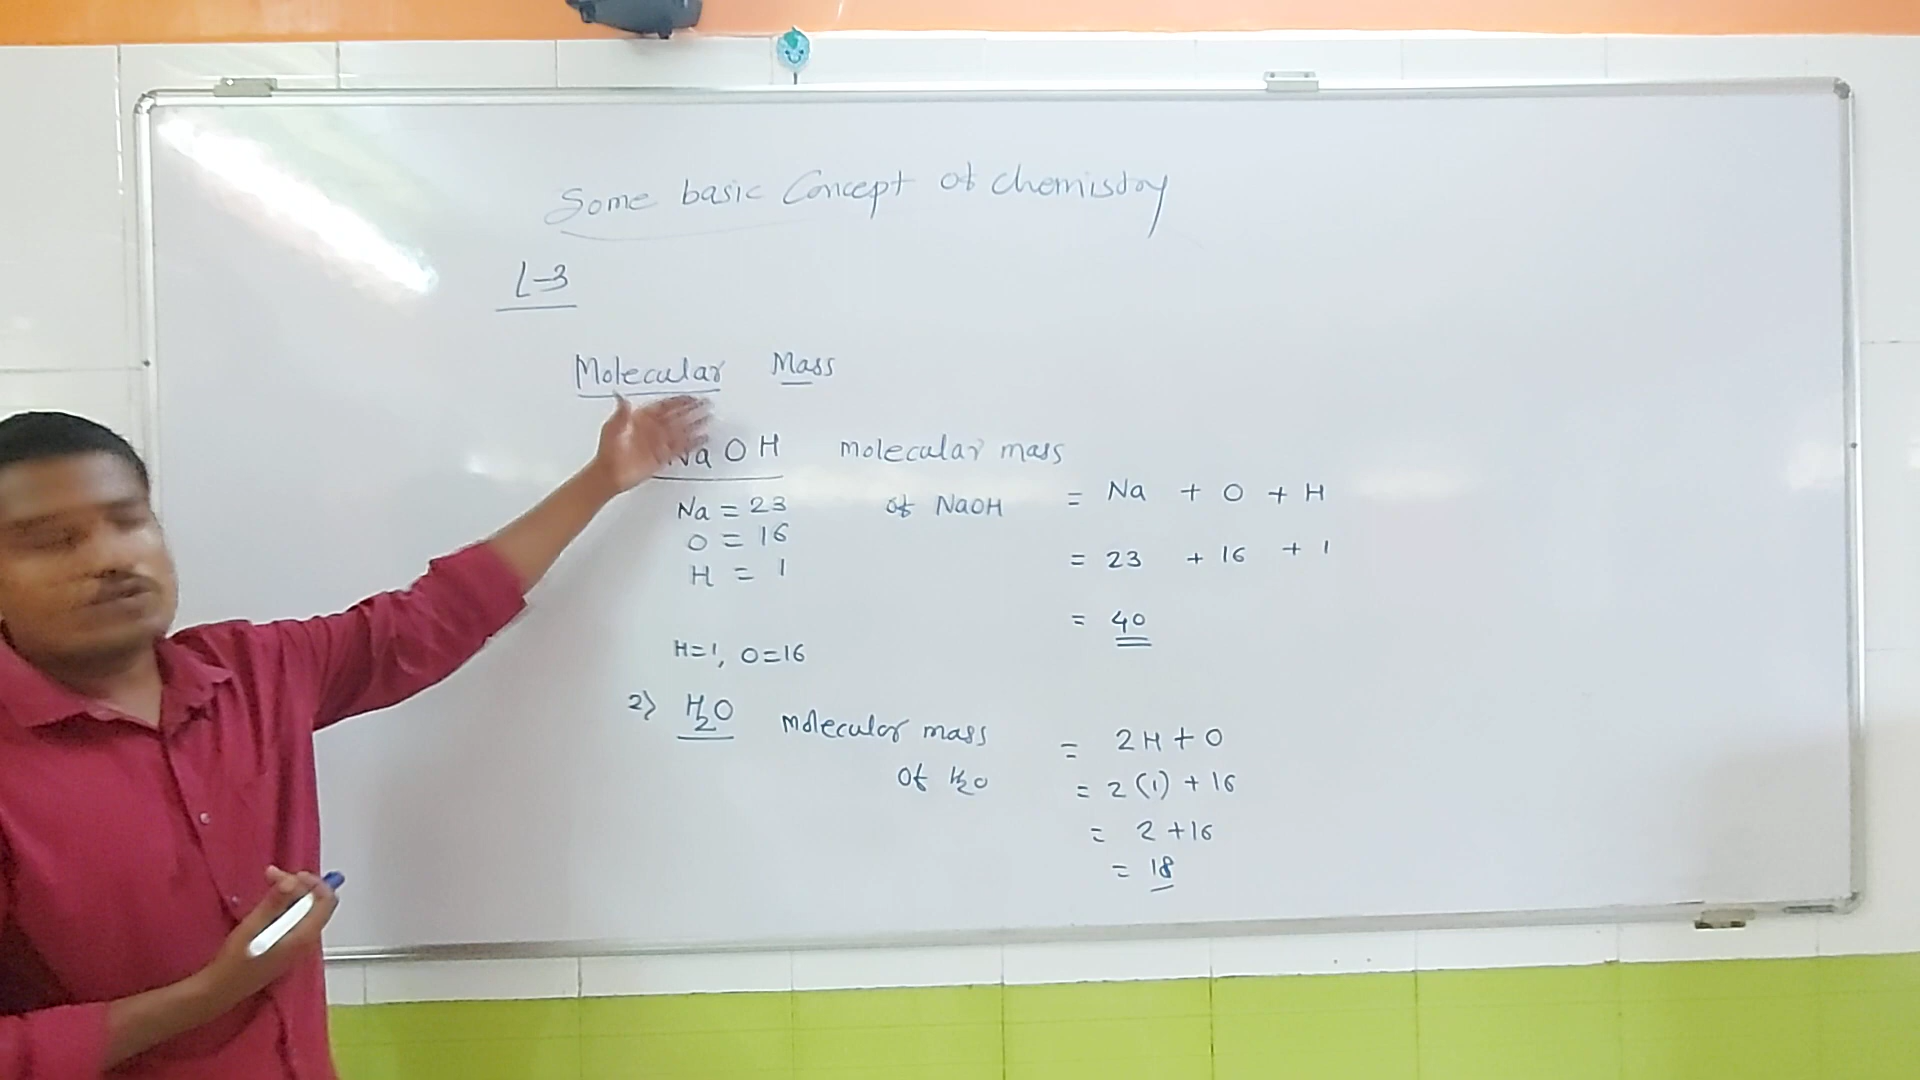 Some basic Concept of chemistry
L-3
Molecular Mass
NaOH molecular mass
of NaOH = Na + O + H
Na = 23
O = 16
H = 1
= 23 + 16 + 1
= 40
H=1, O=16
2) H2O molecular mass
of H2O = 2H + O
= 2(1) + 16
= 2 + 16
= 18